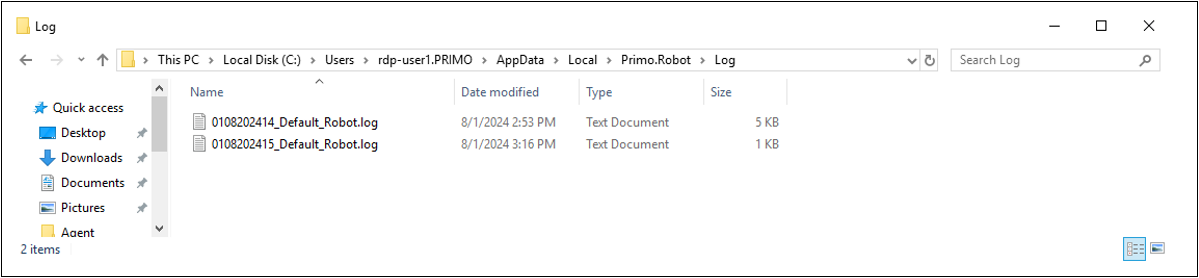 Log
This PC > Local Disk (C:) > Users > rdp-user1.PRIMO > AppData > Local > Primo.Robot > Log
Search Log
Name Date modified Type Size
Quick access
Desktop
Downloads
Documents
Pictures
Agent
0108202414_Default_Robot.log 8/1/2024 2:53 PM Text Document 5 KB
0108202415_Default_Robot.log 8/1/2024 3:16 PM Text Document 1 KB
2 items